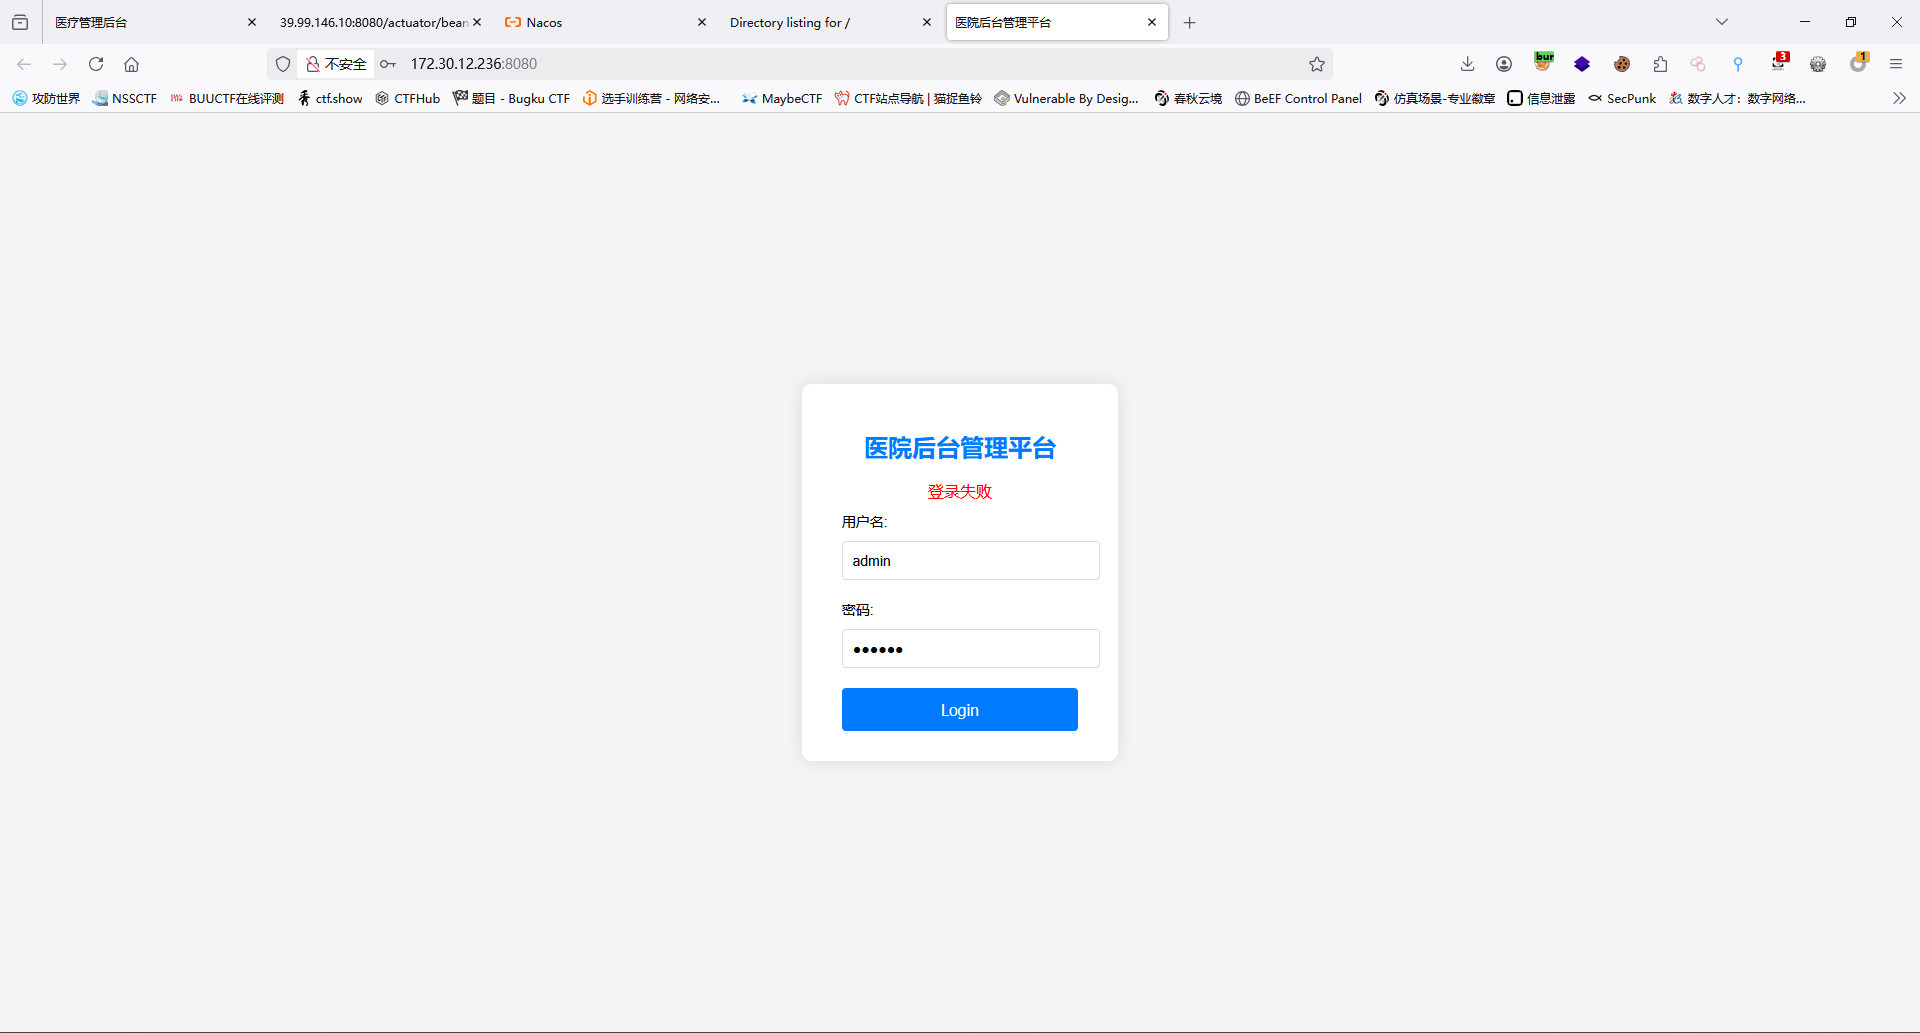 医疗管理后台
39.99.146.10:8080/actuator/bear
Nacos
Directory listing for /
医院后台管理平台
不安全
172.30.12.236:8080
bur
3
1
攻防世界
NSSCTF
BUUCTF在线评测
ctf.show
CTFHub
题目 - Bugku CTF
选手训练营 - 网络安...
MaybeCTF
CTF站点导航 | 猫捉鱼铃
Vulnerable By Desig...
春秋云境
BeEF Control Panel
仿真场景-专业徽章
信息泄露
SecPunk
数字人才：数字网络...
医院后台管理平台
登录失败
用户名:
admin
密码:
Login